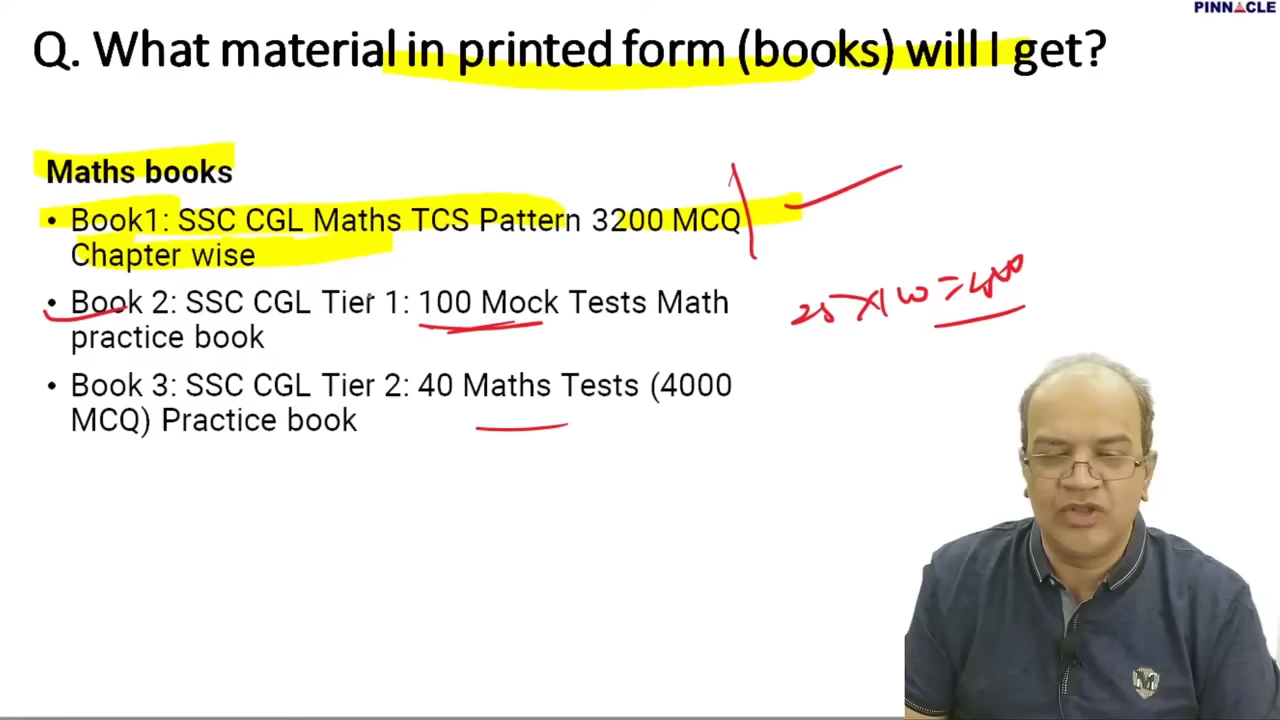 PINNACLE
Q. What material in printed form (books) will I get?
Maths books
• Book1: SSC CGL Maths TCS Pattern 3200 MCQ
Chapter wise
• Book 2: SSC CGL Tier 1: 100 Mock Tests Math
practice book
• Book 3: SSC CGL Tier 2: 40 Maths Tests (4000
MCQ) Practice book